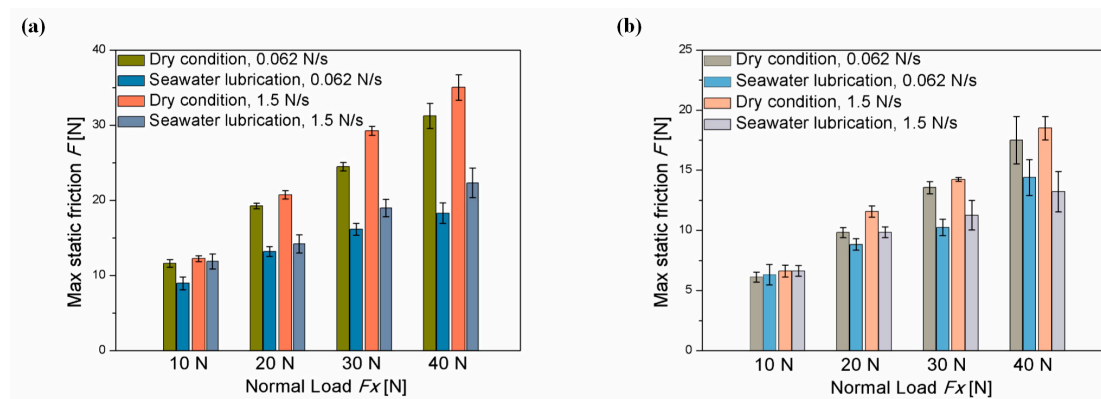 (a)
40
30
20
10
0
Max static friction F [N]
Dry condition, 0.062 N/s
Seawater lubrication, 0.062 N/s
Dry condition, 1.5 N/s
Seawater lubrication, 1.5 N/s
10 N 20 N 30 N 40 N
Normal Load Fx [N]
(b)
25
20
15
10
5
0
Max static friction F [N]
Dry condition, 0.062 N/s
Seawater lubrication, 0.062 N/s
Dry condition, 1.5 N/s
Seawater lubrication, 1.5 N/s
10 N 20 N 30 N 40 N
Normal Load Fx [N]